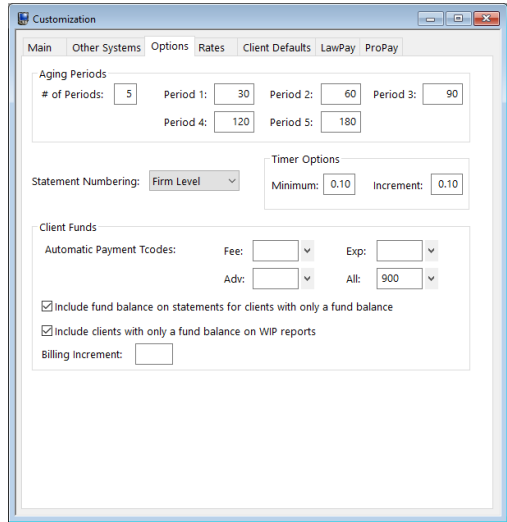 Customization
Main Other Systems Options Rates Client Defaults LawPay ProPay
Aging Periods
# of Periods: 5 Period 1: 30 Period 2: 60 Period 3: 90
Period 4: 120 Period 5: 180
Timer Options
Statement Numbering: Firm Level Minimum: 0.10 Increment: 0.10
Client Funds
Automatic Payment Tcodes: Fee: Exp:
Adv: All: 900
Include fund balance on statements for clients with only a fund balance
Include clients with only a fund balance on WIP reports
Billing Increment: